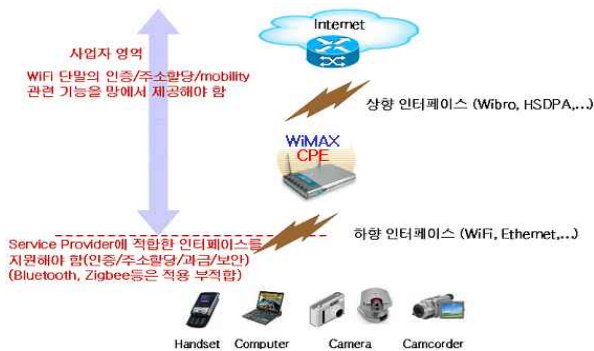 Internet
사업자 영역
WiFi 단말의 인증/주소할당/mobility
관련 기능을 망에서 제공해야 함
상향 인터페이스 (Wibro, HSDPA,...)
WiMAX
CPE
하향 인터페이스 (WiFi, Ethernet,...)
Service Provider에 적합한 인터페이스를
지원해야 함(인증/주소할당/과금/보안)
(Bluetooth, Zigbee등은 적용 부적합)
Handset Computer Camera Camcorder